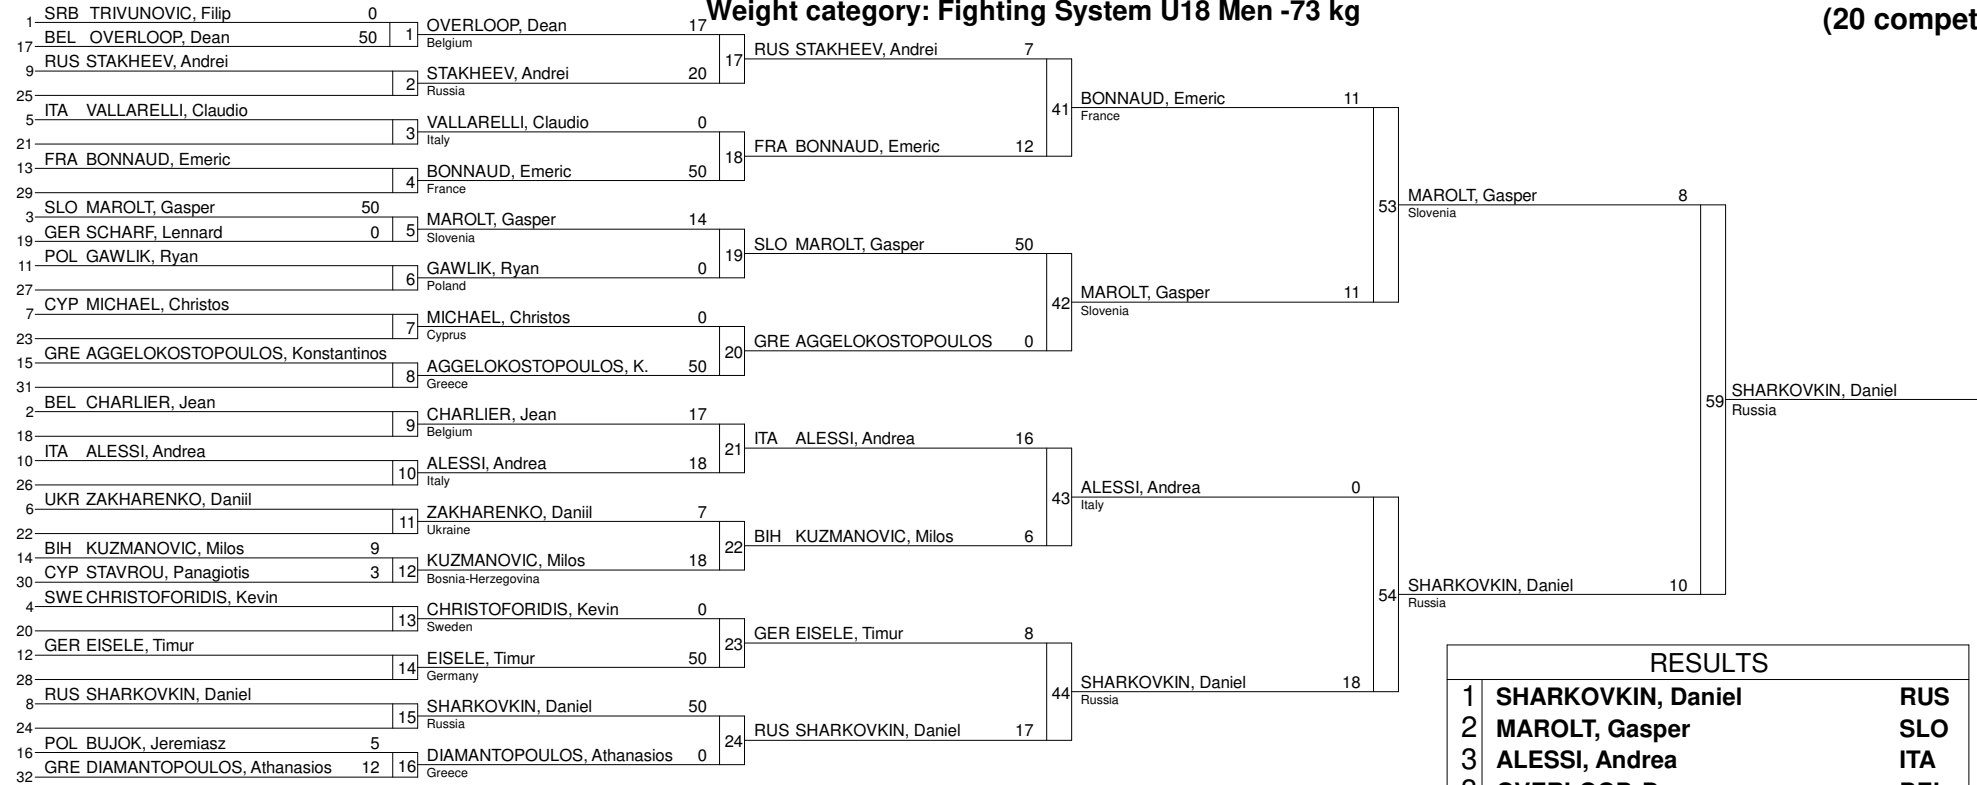 Weight category: Fighting System U18 Men -73 kg
(20 compet
1 SRB TRIVUNOVIC, Filip 0
17 BEL OVERLOOP, Dean 50
1
9 RUS STAKHEEV, Andrei
25
2
5 ITA VALLARELLI, Claudio
21
3
13 FRA BONNAUD, Emeric
29
4
3 SLO MAROLT, Gasper 50
19 GER SCHARF, Lennard 0
5
11 POL GAWLIK, Ryan
27
6
7 CYP MICHAEL, Christos
23
7
15 GRE AGGELOKOSTOPOULOS, Konstantinos
31
8
2 BEL CHARLIER, Jean
18
9
10 ITA ALESSI, Andrea
26
10
6 UKR ZAKHARENKO, Daniil
22
11
14 BIH KUZMANOVIC, Milos 9
30 CYP STAVROU, Panagiotis 3
12
4 SWE CHRISTOFORIDIS, Kevin
20
13
12 GER EISELE, Timur
28
14
8 RUS SHARKOVKIN, Daniel
24
15
16 POL BUJOK, Jeremiasz 5
32 GRE DIAMANTOPOULOS, Athanasios 12
16
OVERLOOP, Dean 17
Belgium
17
STAKHEEV, Andrei 20
Russia
VALLARELLI, Claudio 0
Italy
18
BONNAUD, Emeric 50
France
MAROLT, Gasper 14
Slovenia
19
GAWLIK, Ryan 0
Poland
MICHAEL, Christos 0
Cyprus
20
AGGELOKOSTOPOULOS, K. 50
Greece
CHARLIER, Jean 17
Belgium
21
ALESSI, Andrea 18
Italy
ZAKHARENKO, Daniil 7
Ukraine
22
KUZMANOVIC, Milos 18
Bosnia-Herzegovina
CHRISTOFORIDIS, Kevin 0
Sweden
23
EISELE, Timur 50
Germany
SHARKOVKIN, Daniel 50
Russia
24
DIAMANTOPOULOS, Athanasios 0
Greece
RUS STAKHEEV, Andrei 7
41
FRA BONNAUD, Emeric 12
SLO MAROLT, Gasper 50
42
GRE AGGELOKOSTOPOULOS 0
ITA ALESSI, Andrea 16
43
BIH KUZMANOVIC, Milos 6
GER EISELE, Timur 8
44
RUS SHARKOVKIN, Daniel 17
BONNAUD, Emeric 11
France
53
MAROLT, Gasper 11
Slovenia
ALESSI, Andrea 0
Italy
54
SHARKOVKIN, Daniel 18
Russia
MAROLT, Gasper 8
Slovenia
59
SHARKOVKIN, Daniel 10
Russia
SHARKOVKIN, Daniel
Russia
RESULTS
1 SHARKOVKIN, Daniel RUS
2 MAROLT, Gasper SLO
3 ALESSI, Andrea ITA